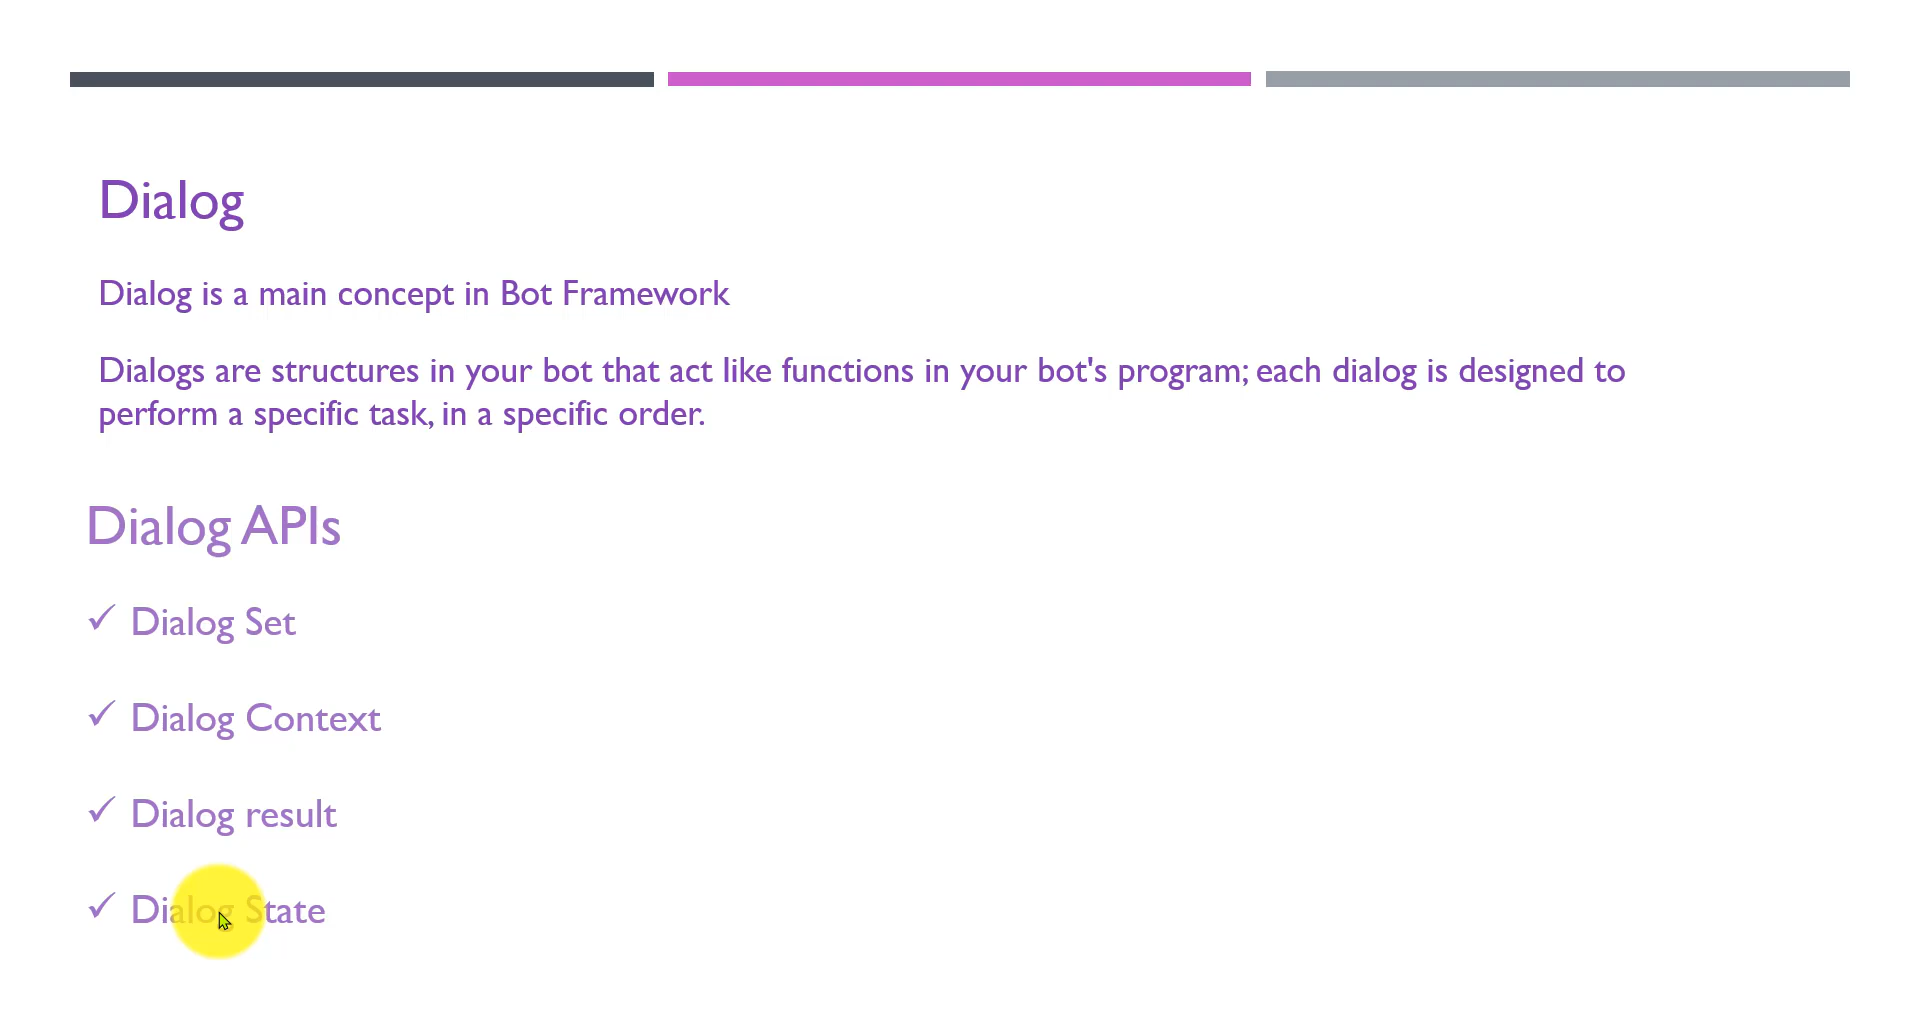 Dialog
Dialog is a main concept in Bot Framework
Dialogs are structures in your bot that act like functions in your bot's program; each dialog is designed to
perform a specific task, in a specific order.
Dialog APIs
✓ Dialog Set
✓ Dialog Context
✓ Dialog result
✓ Dialog State